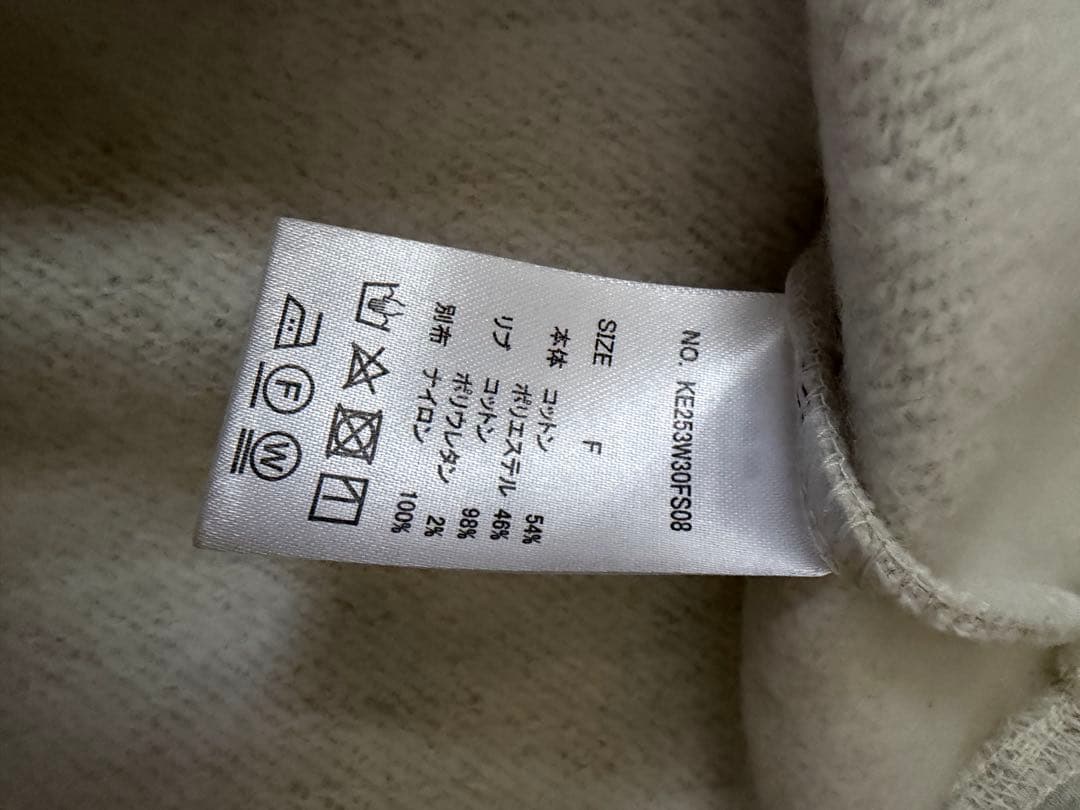 NO. KE253W30FS08
SIZE F
本体 コットン 54%
ポリエステル 46%
リブ コットン 98%
ポリウレタン 2%
別布 ナイロン 100%
F
W